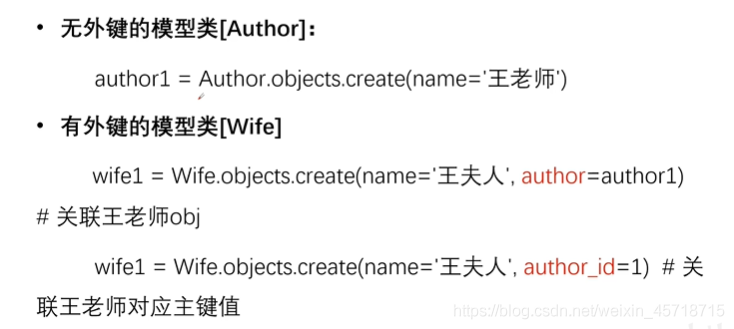 • 无外键的模型类[Author]：
author1 = Author.objects.create(name='王老师')
• 有外键的模型类[Wife]
wife1 = Wife.objects.create(name='王夫人', author=author1)
# 关联王老师obj
wife1 = Wife.objects.create(name='王夫人', author_id=1) # 关
联王老师对应主键值
https://blog.csdn.net/weixin_45718715